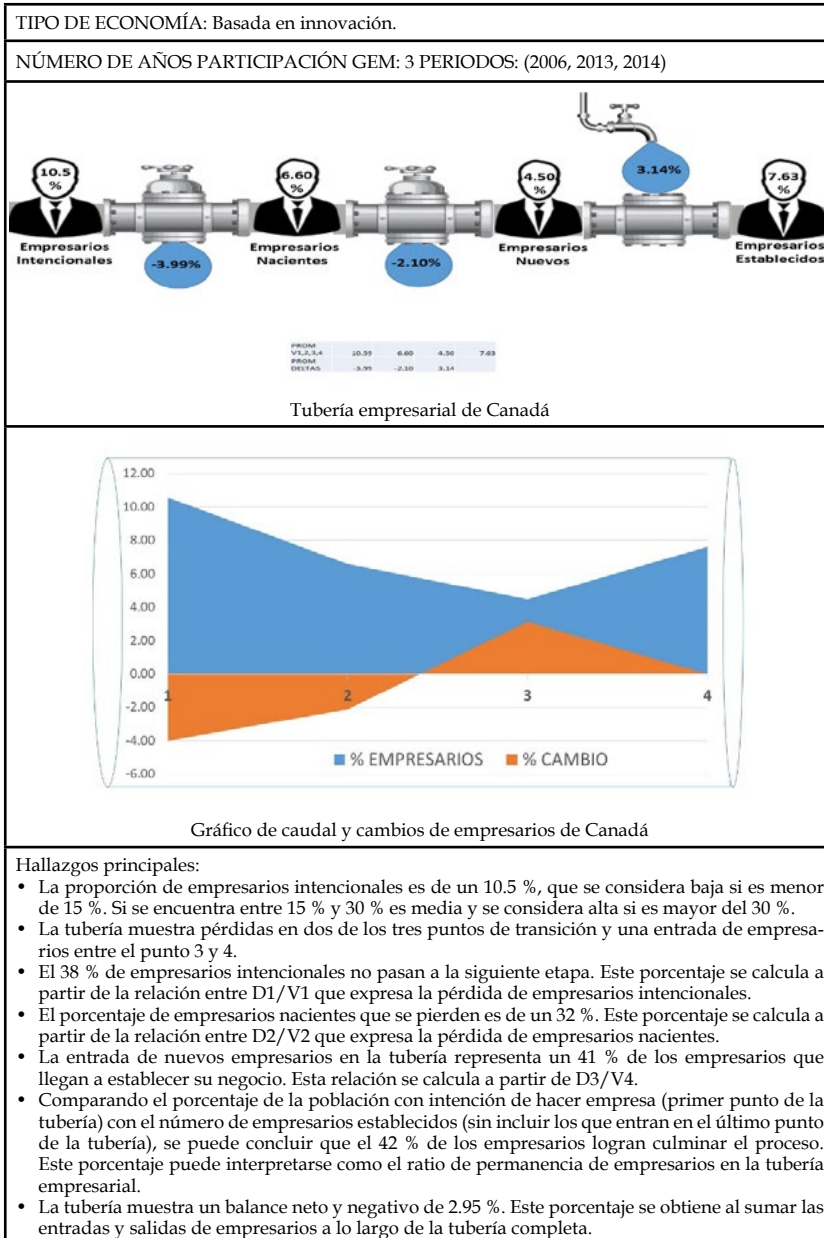 TIPO DE ECONOMÍA: Basada en innovación.
NÚMERO DE AÑOS PARTICIPACIÓN GEM: 3 PERIODOS: (2006, 2013, 2014)
10.5
%
Empresarios
Intencionales
-3.99%
6.60
%
Empresarios
Nacientes
-2.10%
4.50
%
Empresarios
Nuevos
3.14%
7.63
%
Empresarios
Establecidos
PROM
V1,2,3,4 10.59 6.60 4.50 7.63
PROM
DELTAS -3.99 -2.10 3.14
Tubería empresarial de Canadá
12.00
10.00
8.00
6.00
4.00
2.00
0.00
-2.00
-4.00
-6.00
1 2 3 4
% EMPRESARIOS % CAMBIO
Gráfico de caudal y cambios de empresarios de Canadá
Hallazgos principales:
• La proporción de empresarios intencionales es de un 10.5 %, que se considera baja si es menor
de 15 %. Si se encuentra entre 15 % y 30 % es media y se considera alta si es mayor del 30 %.
• La tubería muestra pérdidas en dos de los tres puntos de transición y una entrada de empresa-
rios entre el punto 3 y 4.
• El 38 % de empresarios intencionales no pasan a la siguiente etapa. Este porcentaje se calcula a
partir de la relación entre D1/V1 que expresa la pérdida de empresarios intencionales.
• El porcentaje de empresarios nacientes que se pierden es de un 32 %. Este porcentaje se calcula a
partir de la relación entre D2/V2 que expresa la pérdida de empresarios nacientes.
• La entrada de nuevos empresarios en la tubería representa un 41 % de los empresarios que
llegan a establecer su negocio. Esta relación se calcula a partir de D3/V4.
• Comparando el porcentaje de la población con intención de hacer empresa (primer punto de la
tubería) con el número de empresarios establecidos (sin incluir los que entran en el último punto
de la tubería), se puede concluir que el 42 % de los empresarios logran culminar el proceso.
Este porcentaje puede interpretarse como el ratio de permanencia de empresarios en la tubería
empresarial.
• La tubería muestra un balance neto y negativo de 2.95 %. Este porcentaje se obtiene al sumar las
entradas y salidas de empresarios a lo largo de la tubería completa.